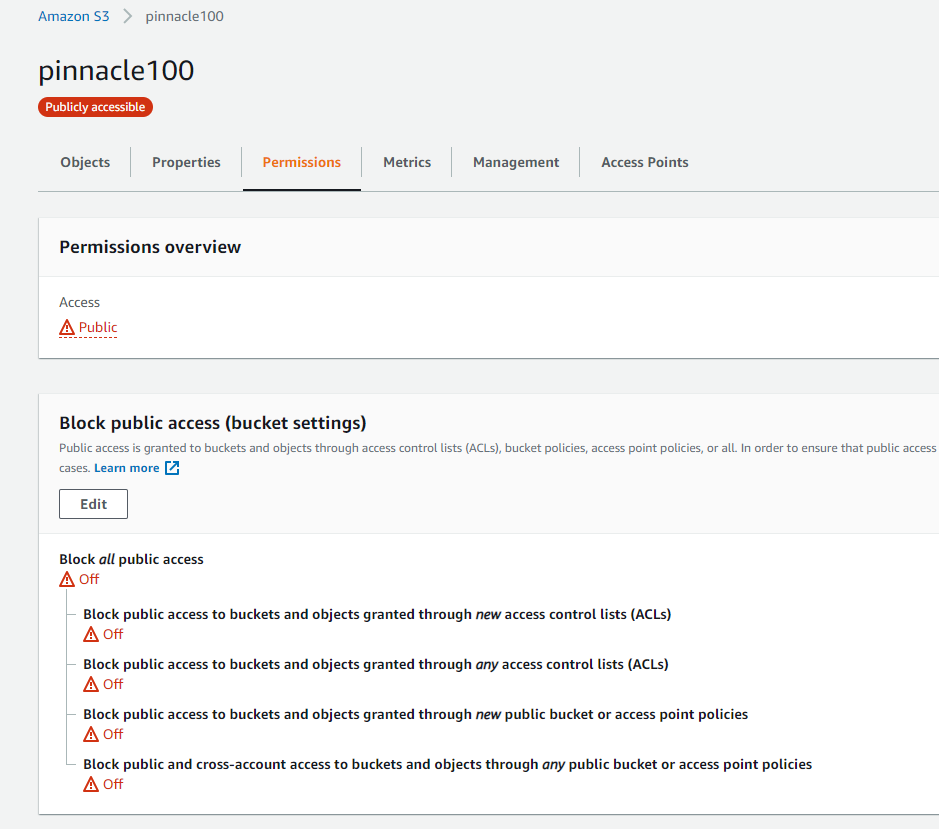 Amazon S3 > pinnacle100
pinnacle100
Publicly accessible
Objects Properties Permissions Metrics Management Access Points
Permissions overview
Access
Public
Block public access (bucket settings)
Public access is granted to buckets and objects through access control lists (ACLs), bucket policies, access point policies, or all. In order to ensure that public access
cases. Learn more
Edit
Block all public access
Off
Block public access to buckets and objects granted through new access control lists (ACLs)
Off
Block public access to buckets and objects granted through any access control lists (ACLs)
Off
Block public access to buckets and objects granted through new public bucket or access point policies
Off
Block public and cross-account access to buckets and objects through any public bucket or access point policies
Off